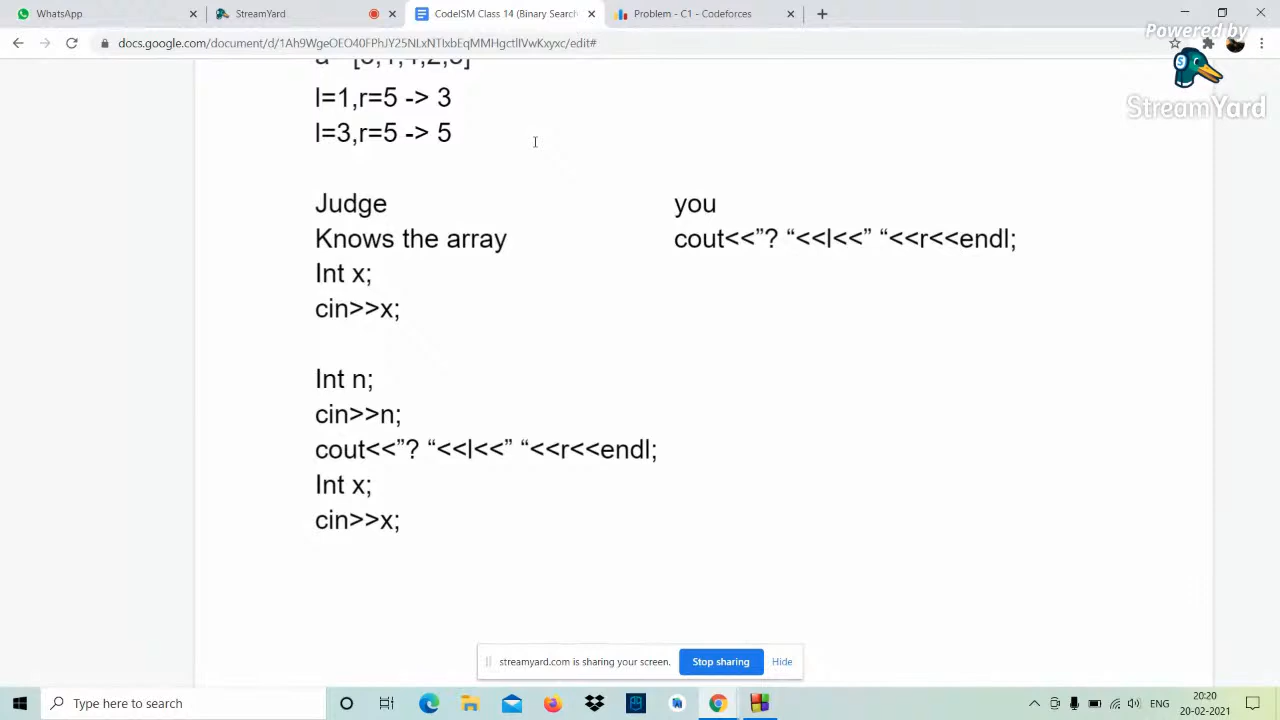 WhatsApp
StreamYard
CodeISM Class 14 (Binary Search
Problem - C1 - Codeforces
docs.google.com/document/d/1Ah9WgeOEO40FPhJY25NLxNTIxbEqMMHgHIlVwKxyxc/edit#
Powered by
StreamYard
l=1,r=5 -> 3
l=3,r=5 -> 5
Judge you
Knows the array cout<<”? “<<l<<” “<<r<<endl;
Int x;
cin>>x;
Int n;
cin>>n;
cout<<”? “<<l<<” “<<r<<endl;
Int x;
cin>>x;
streamyard.com is sharing your screen. Stop sharing Hide
Type here to search
ENG
20:20
20-02-2021